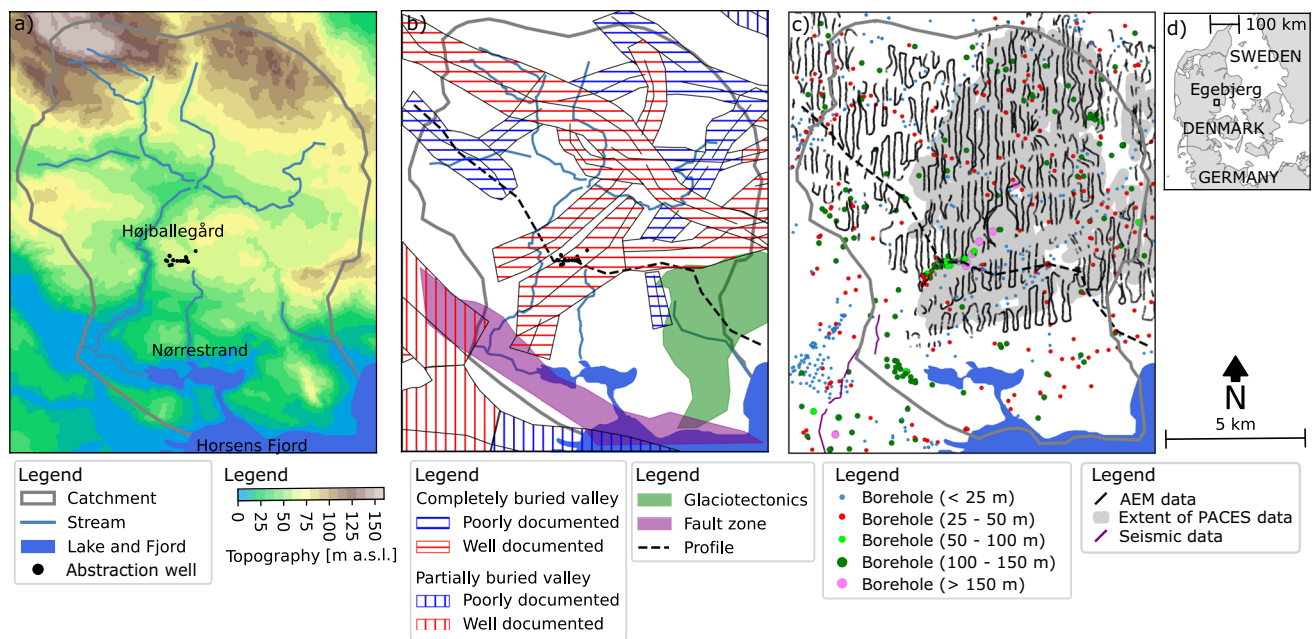 a)
Højballegård
Nørrestrand
Horsens Fjord
b)
c)
d)
100 km
SWEDEN
Egebjerg
DENMARK
GERMANY
N
5 km
Legend
Catchment
Stream
Lake and Fjord
Abstraction well
Legend
0 25 50 75 100 125 150
Topography [m a.s.l.]
Legend
Completely buried valley
Poorly documented
Well documented
Partially buried valley
Poorly documented
Well documented
Legend
Glaciotectonics
Fault zone
Profile
Legend
Borehole (< 25 m)
Borehole (25 - 50 m)
Borehole (50 - 100 m)
Borehole (100 - 150 m)
Borehole (> 150 m)
Legend
AEM data
Extent of PACES data
Seismic data